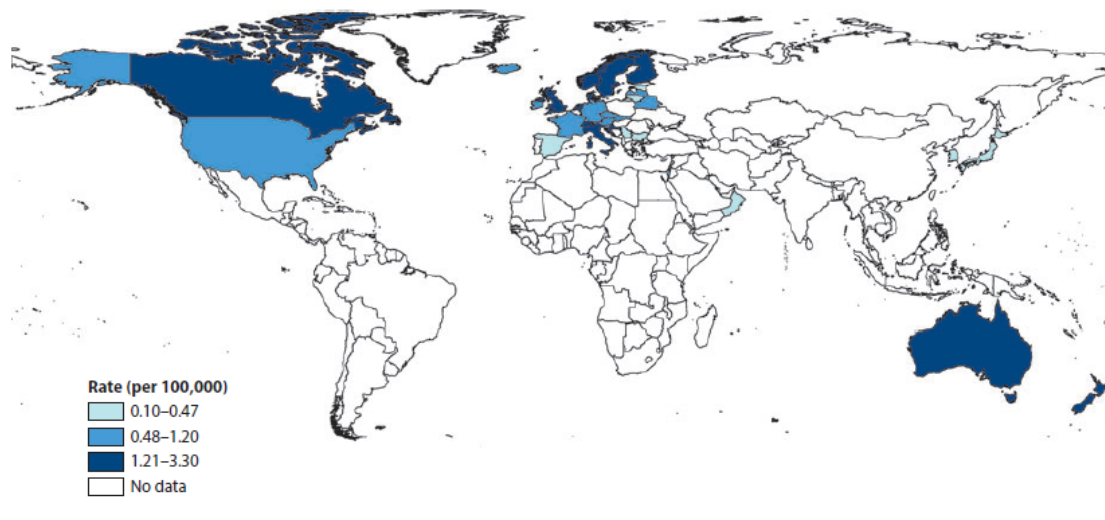 Rate (per 100,000)
0.10–0.47
0.48–1.20
1.21–3.30
No data